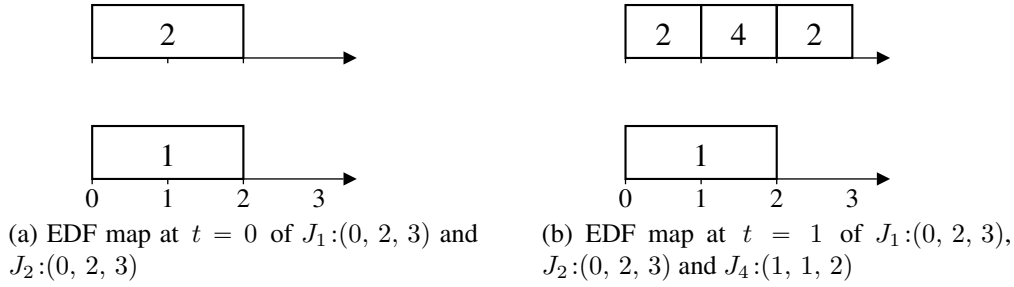 2
2 4 2
1
1
0 1 2 3
0 1 2 3
(a) EDF map at t = 0 of J1:(0, 2, 3) and
J2:(0, 2, 3)
(b) EDF map at t = 1 of J1:(0, 2, 3),
J2:(0, 2, 3) and J4:(1, 1, 2)